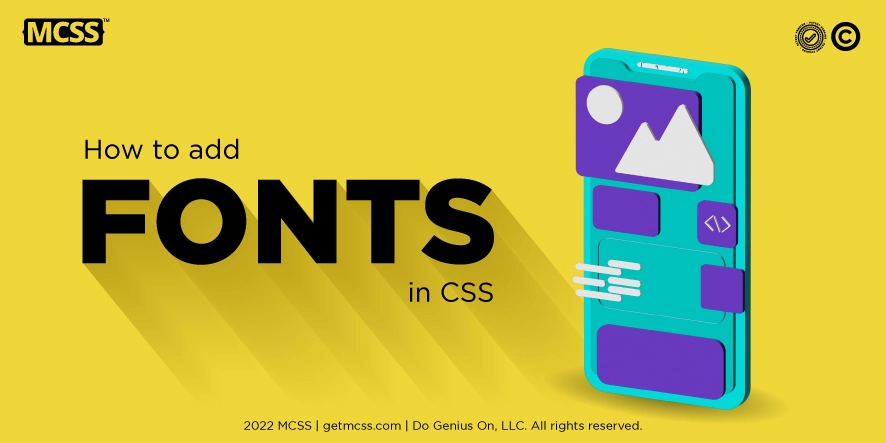 MCSS™
©
How to add
FONTS
in CSS
</>
2022 MCSS | getmcss.com | Do Genius On, LLC. All rights reserved.